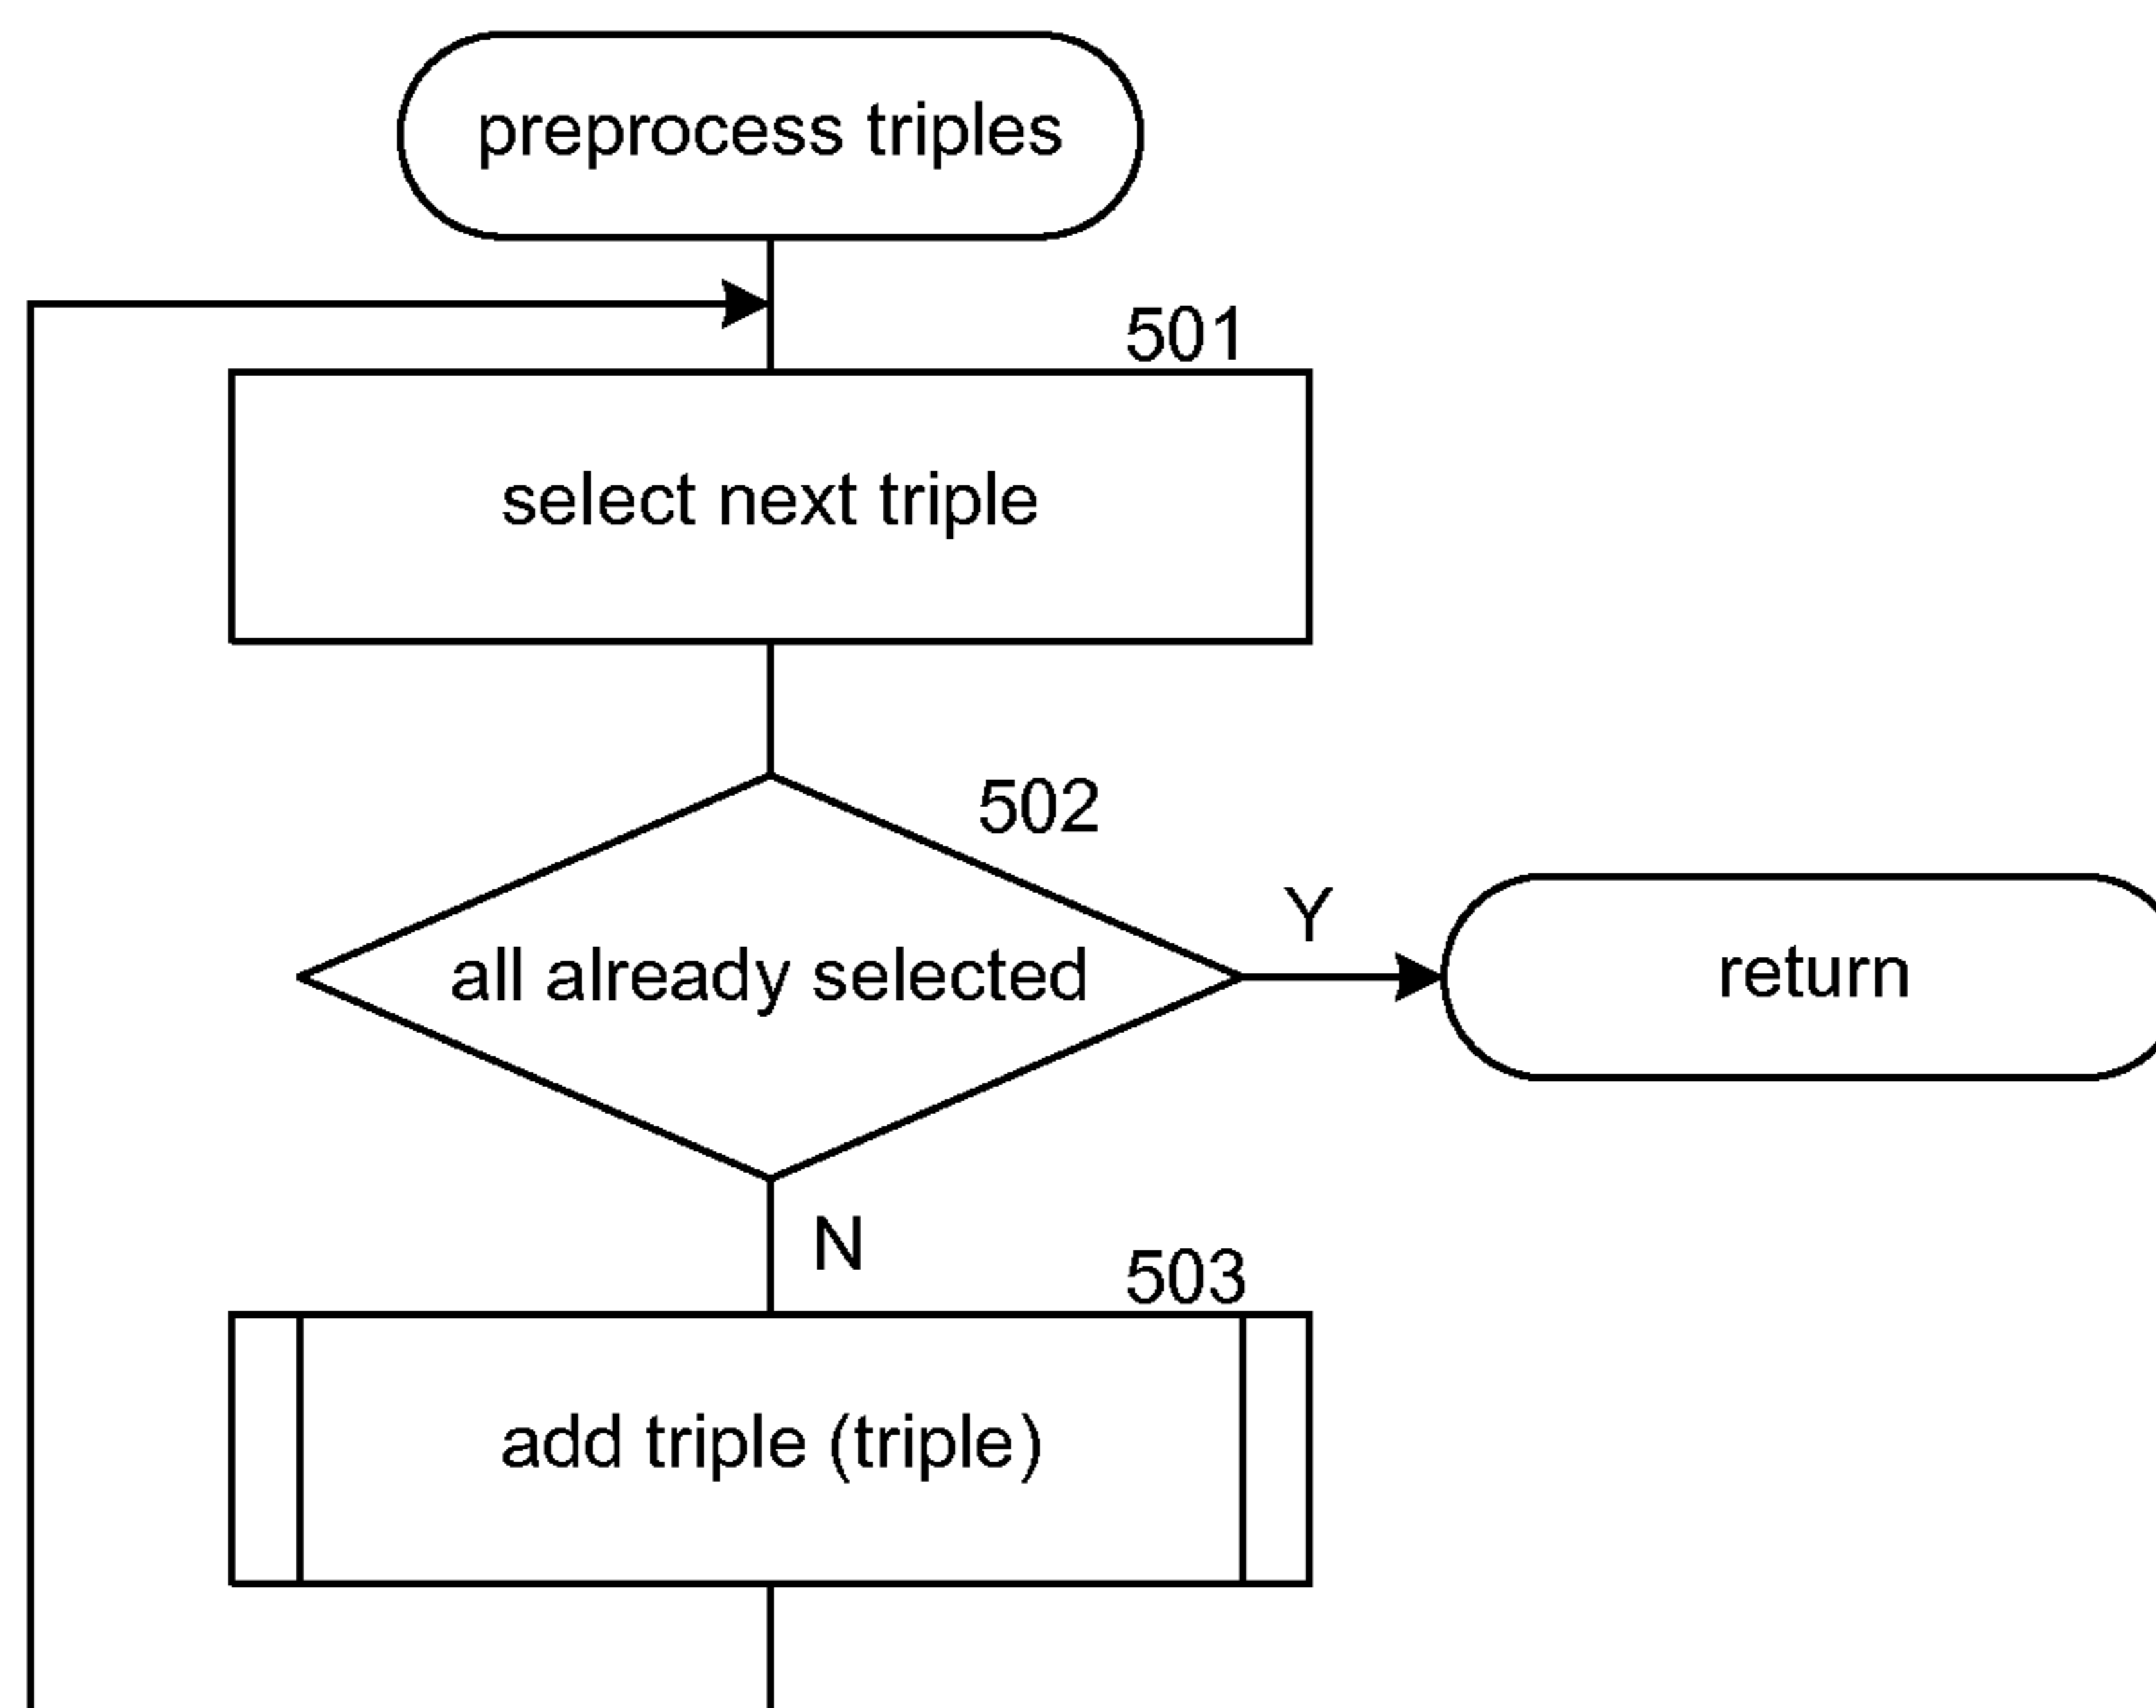 preprocess triples
501
select next triple
502
all already selected
Y
return
N
503
add triple (triple)